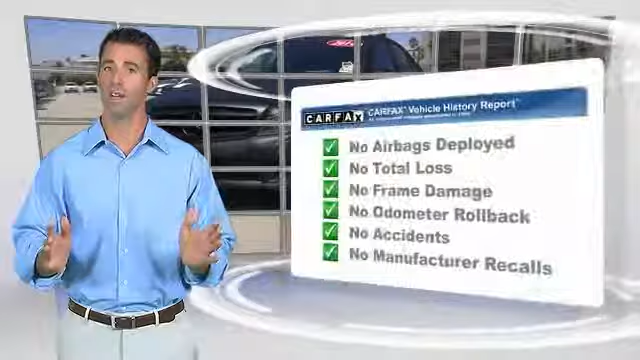 CARFAX CARFAX Vehicle History Report
No Airbags Deployed
No Total Loss
No Frame Damage
No Odometer Rollback
No Accidents
No Manufacturer Recalls